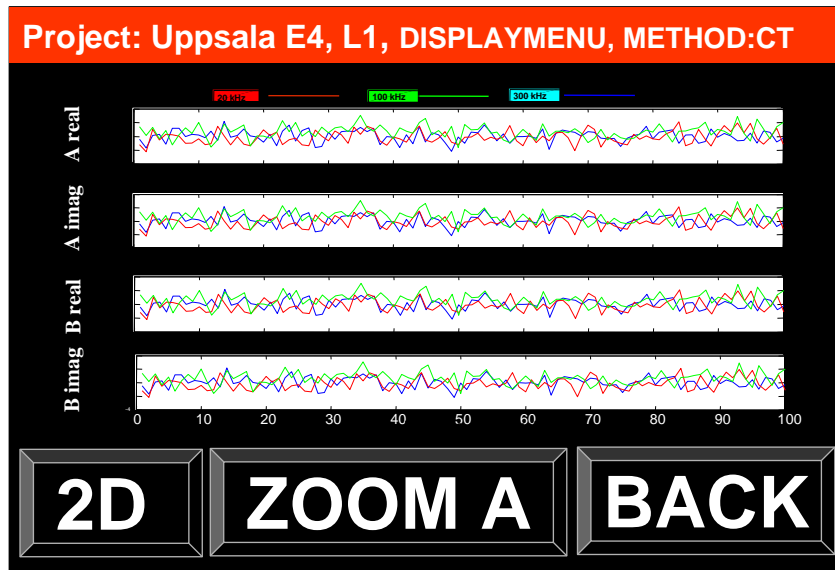 Project: Uppsala E4, L1, DISPLAYMENU, METHOD:CT
20 kHz 100 kHz 300 kHz
A real
A imag
B real
B imag
0 10 20 30 40 50 60 70 80 90 100
2D ZOOM A BACK